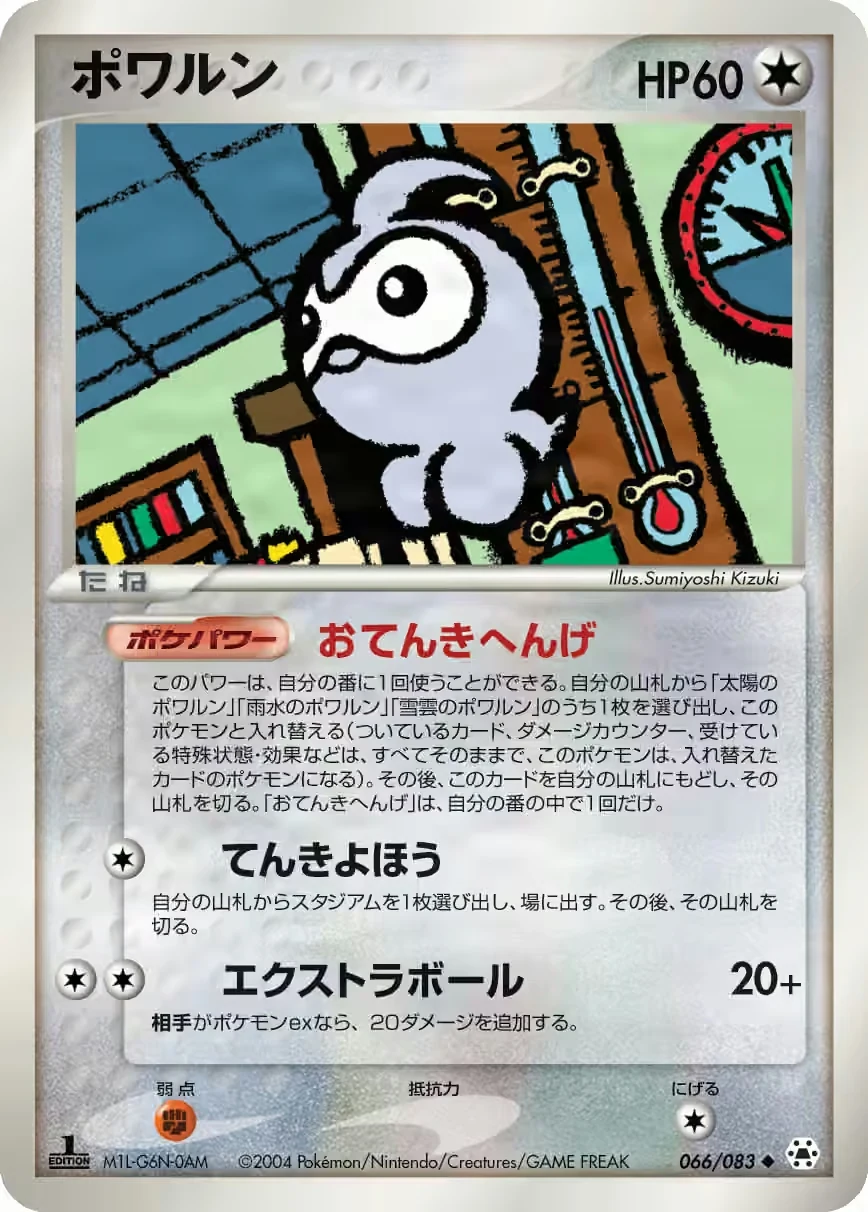 ポワルン HP60
たね
Illus.Sumiyoshi Kizuki
ポケパワー おてんきへんげ
このパワーは、自分の番に1回使うことができる。自分の山札から「太陽の
ポワルン」「雨水のポワルン」「雪雲のポワルン」のうち1枚を選び出し、この
ポケモンと入れ替える(ついているカード、ダメージカウンター、受けてい
る特殊状態・効果などは、すべてそのままで、このポケモンは、入れ替えた
カードのポケモンになる)。その後、このカードを自分の山札にもどし、その
山札を切る。「おてんきへんげ」は、自分の番の中で1回だけ。
てんきよほう
自分の山札からスタジアムを1枚選び出し、場に出す。その後、その山札を
切る。
エクストラボール 20+
相手がポケモンexなら、20ダメージを追加する。
弱点 抵抗力 にげる
1 EDITION M1L-G6N-0AM ©2004 Pokémon/Nintendo/Creatures/GAME FREAK 066/083